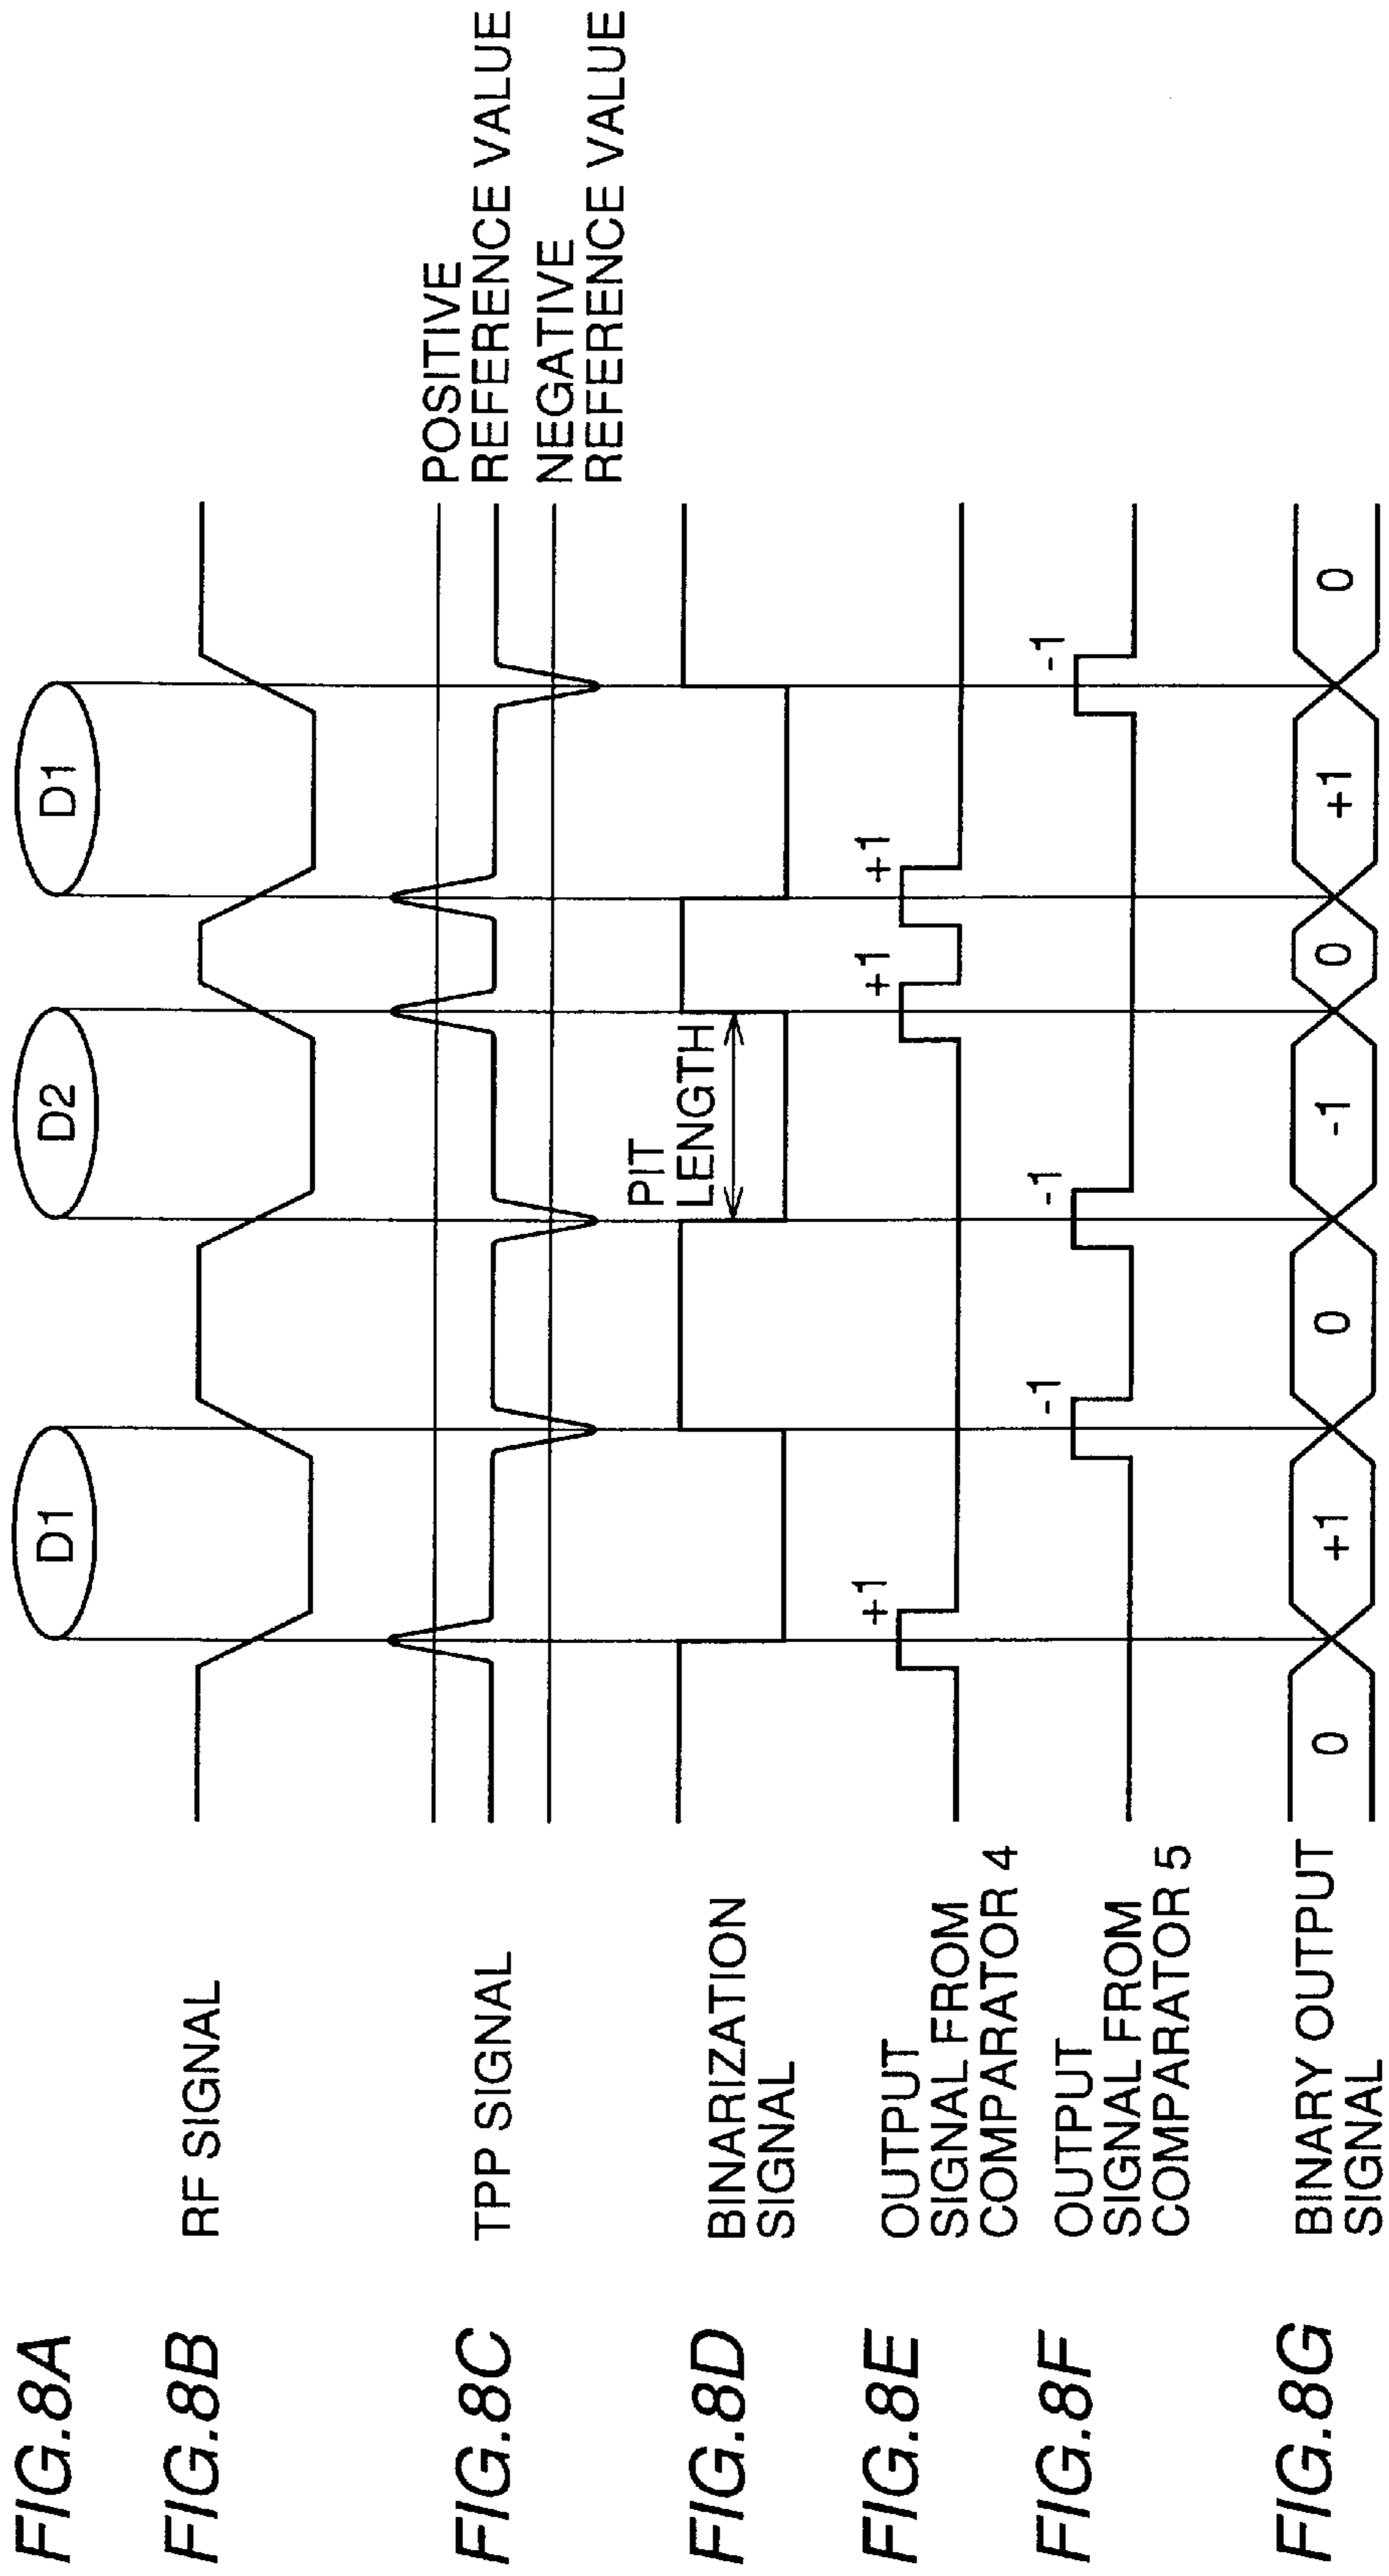 FIG.8A
D1
D2
D1
FIG.8B
RF SIGNAL
FIG.8C
TPP SIGNAL
POSITIVE
REFERENCE VALUE
NEGATIVE
REFERENCE VALUE
FIG.8D
BINARIZATION
SIGNAL
PIT
LENGTH
FIG.8E
OUTPUT
SIGNAL FROM
COMPARATOR 4
+1
+1
+1
FIG.8F
OUTPUT
SIGNAL FROM
COMPARATOR 5
-1
-1
-1
FIG.8G
BINARY OUTPUT
SIGNAL
0
+1
0
-1
0
+1
0